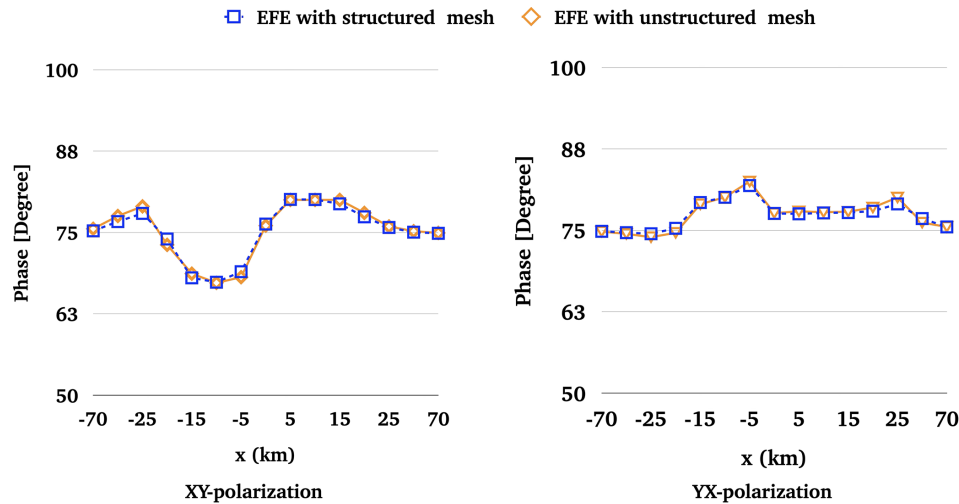 EFE with structured mesh EFE with unstructured mesh
100
88
75
63
50
Phase [Degree]
-70 -25 -15 -5 5 15 25 70
x (km)
XY-polarization
100
88
75
63
50
Phase [Degree]
-70 -25 -15 -5 5 15 25 70
x (km)
YX-polarization